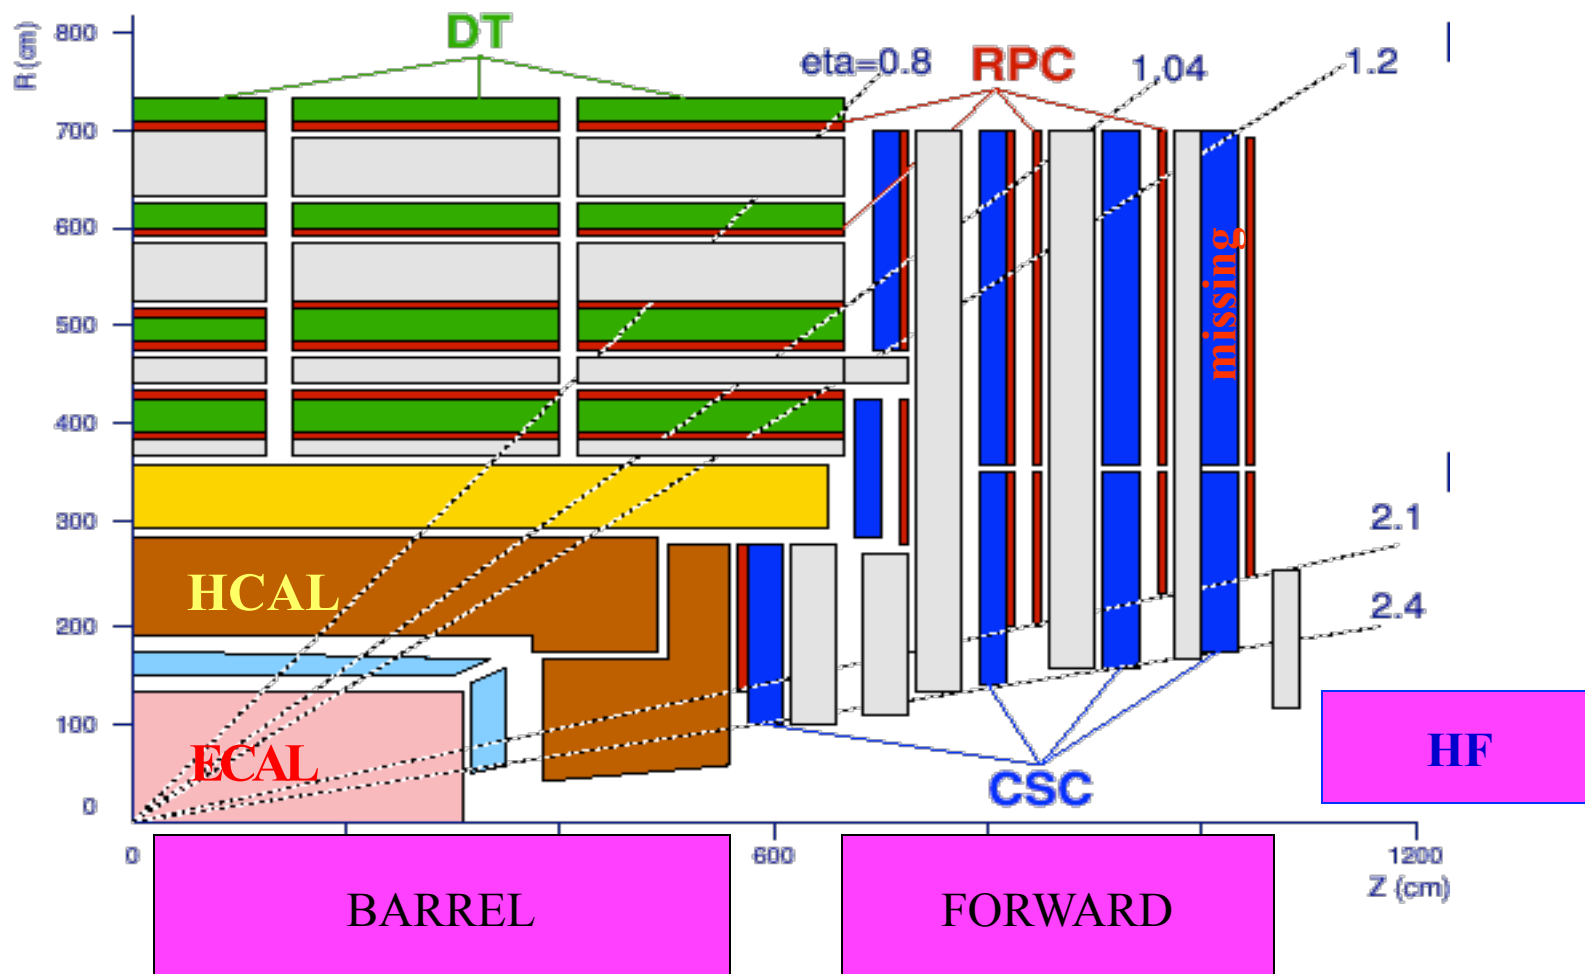 R (cm)
800
700
600
500
400
300
200
100
0
DT
eta=0.8
RPC
1.04
1.2
missing
2.1
2.4
HCAL
ECAL
CSC
HF
0
600
1200
Z (cm)
BARREL
FORWARD